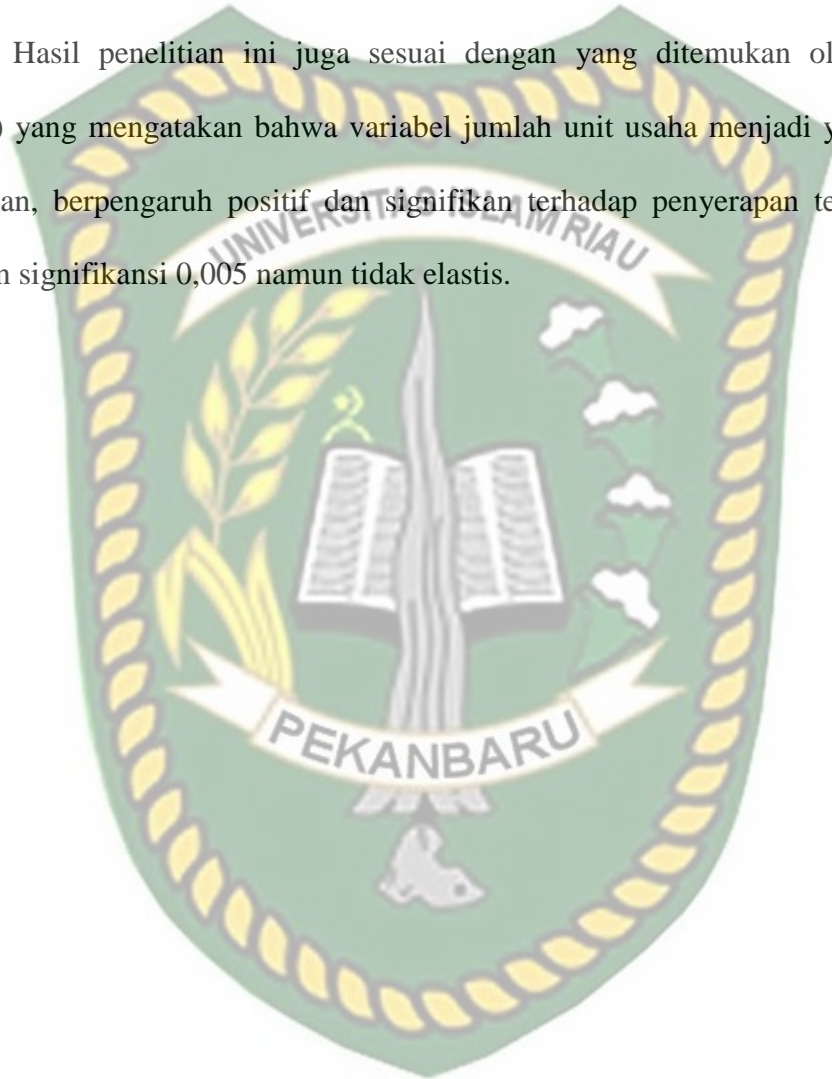 Hasil penelitian ini juga sesuai dengan yang ditemukan ol
) yang mengatakan bahwa variabel jumlah unit usaha menjadi y
an, berpengaruh positif dan signifikan terhadap penyerapan te
n signifikansi 0,005 namun tidak elastis.
UNIVERSITAS ISLAM RIAU
PEKANBARU